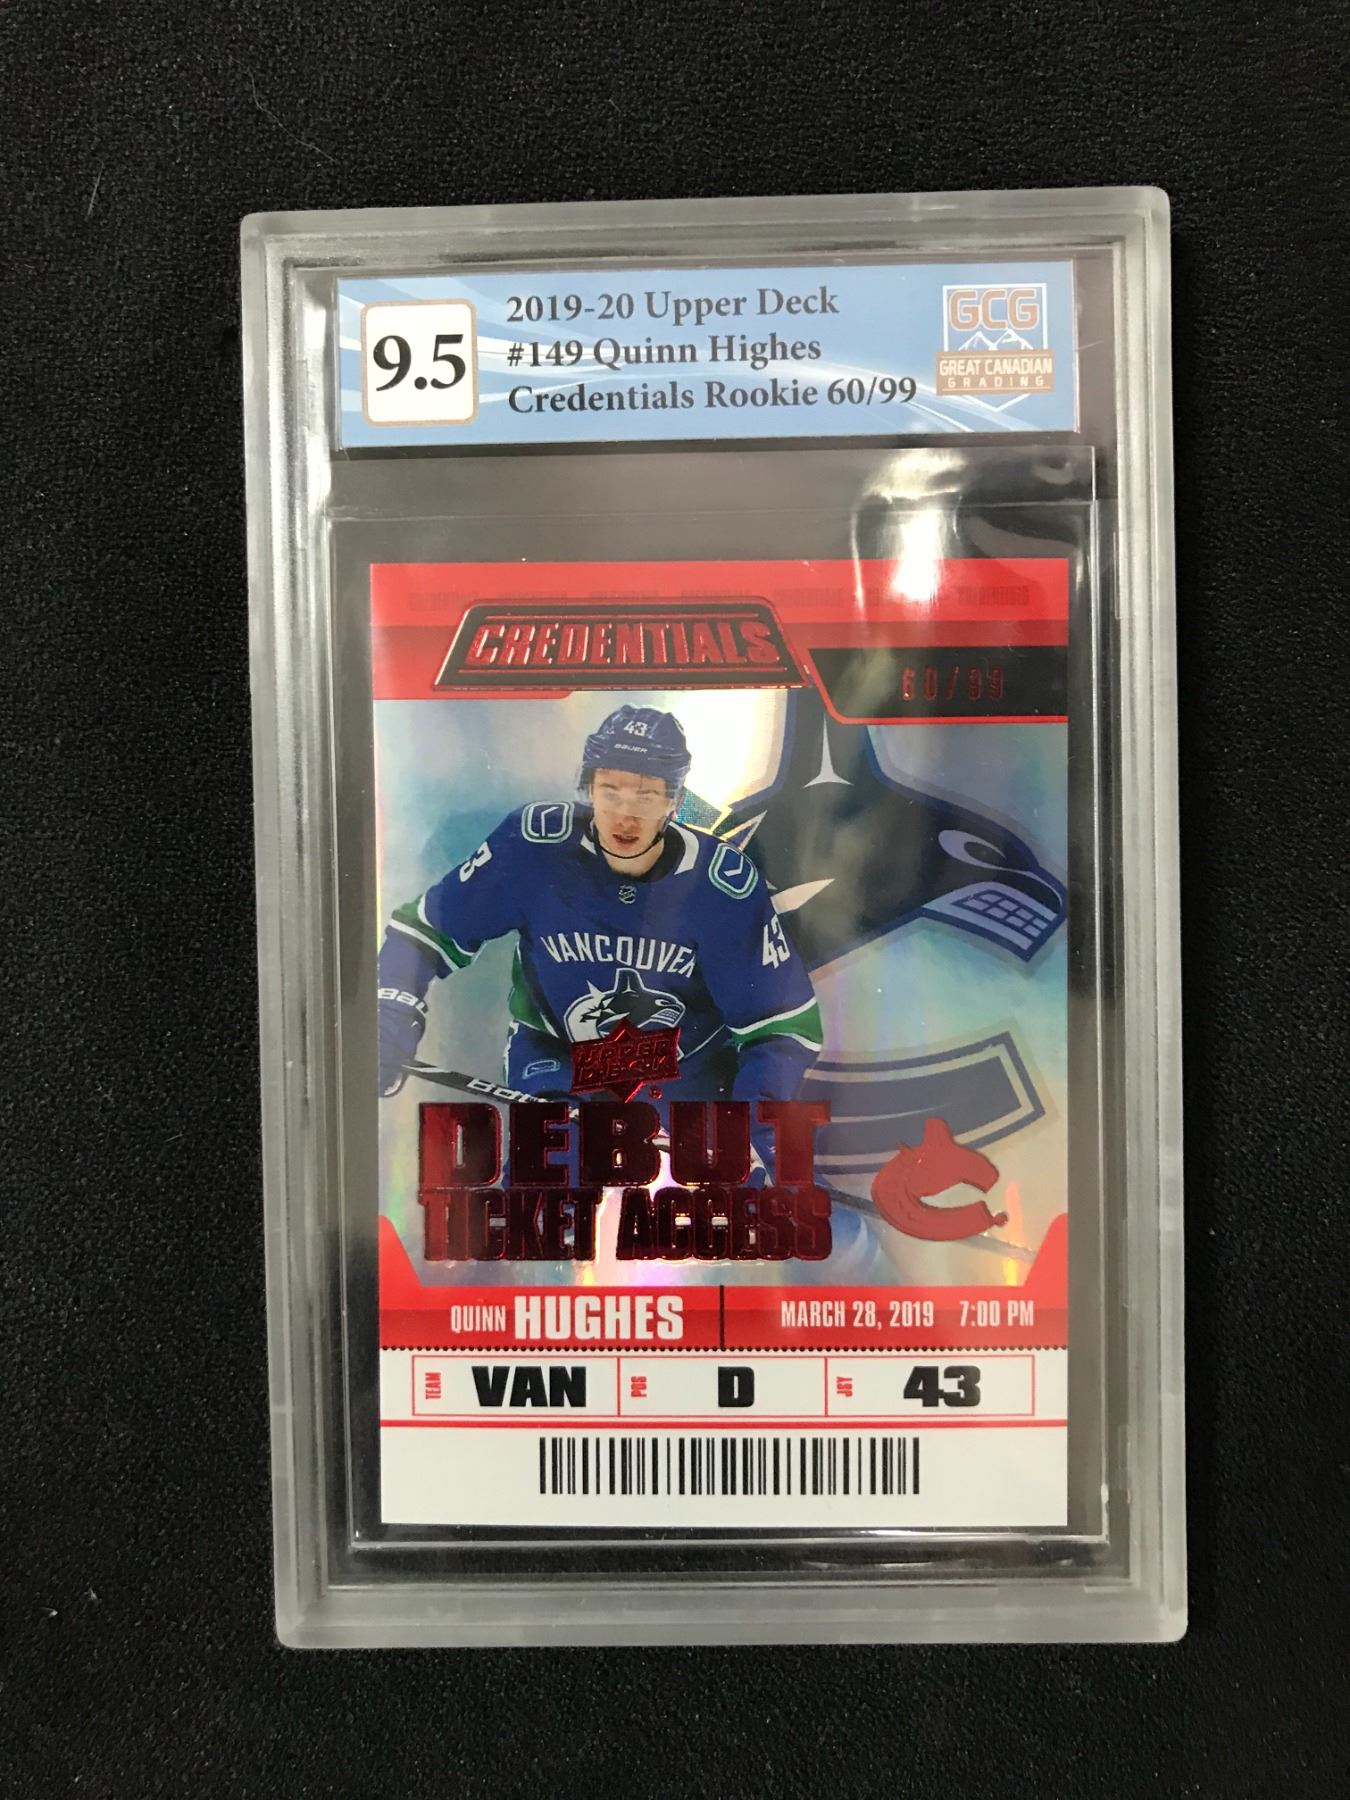 9.5
2019-20 Upper Deck
#149 Quinn Highes
Credentials Rookie 60/99
GCG
GREAT CANADIAN
GRADING
CREDENTIALS
60/99
43
BAUER
43
VANCOUVER
UPPER
DECK
DEBUT
TICKET ACCESS
QUINN HUGHES
MARCH 28, 2019 7:00 PM
TEAM VAN POS D JSY 43